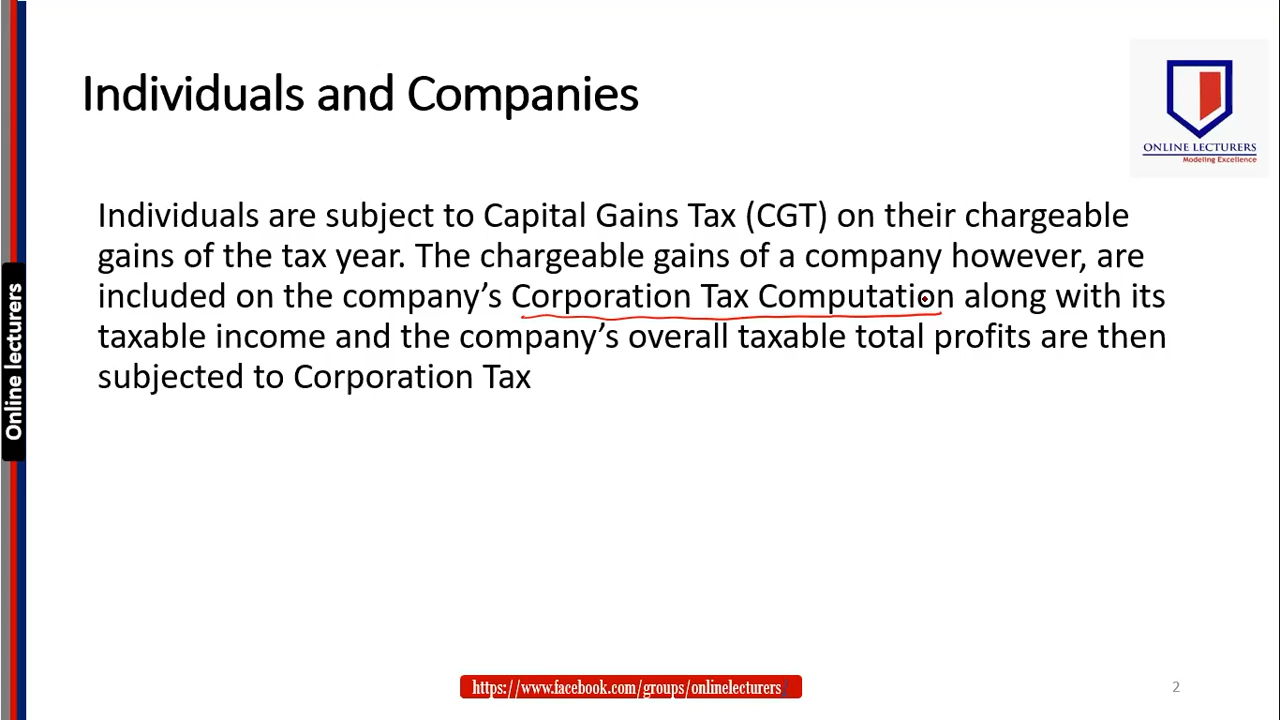 Individuals and Companies
ONLINE LECTURERS
Modeling Excellence
Individuals are subject to Capital Gains Tax (CGT) on their chargeable
gains of the tax year. The chargeable gains of a company however, are
included on the company’s Corporation Tax Computation along with its
taxable income and the company’s overall taxable total profits are then
subjected to Corporation Tax
Online lecturers
https://www.facebook.com/groups/onlinelecturers/
2